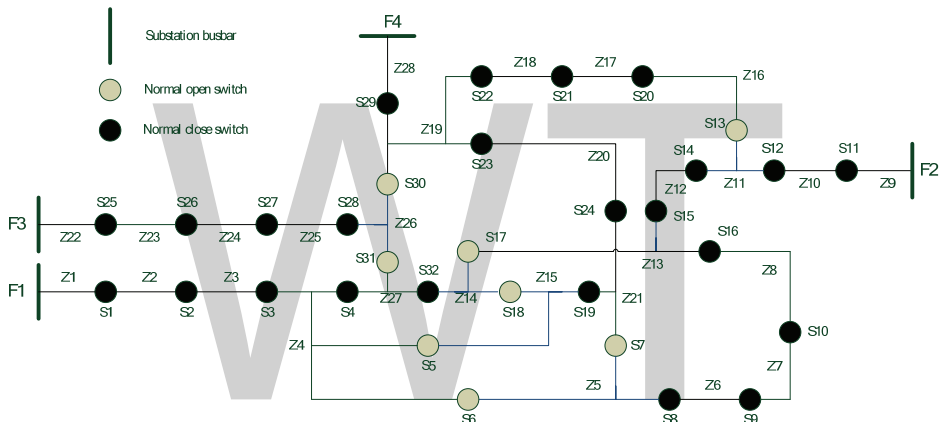 F4
Substation busbar
Z28
Z18
Z17
Z16
Normal open switch
S29
S22
S21
S20
Normal close switch
Z19
S13
S23
Z20
S14
S12
S11
F2
S30
Z12
Z11
Z10
Z9
S25
S26
S27
S28
S24
S15
F3
Z22
Z23
Z24
Z25
Z26
S17
S16
S31
S32
Z13
Z8
F1
Z1
Z2
Z3
Z15
Z27
Z14
Z21
S1
S2
S3
S4
S18
S19
S10
Z4
S5
S7
Z7
Z5
Z6
S6
S8
S9
WT